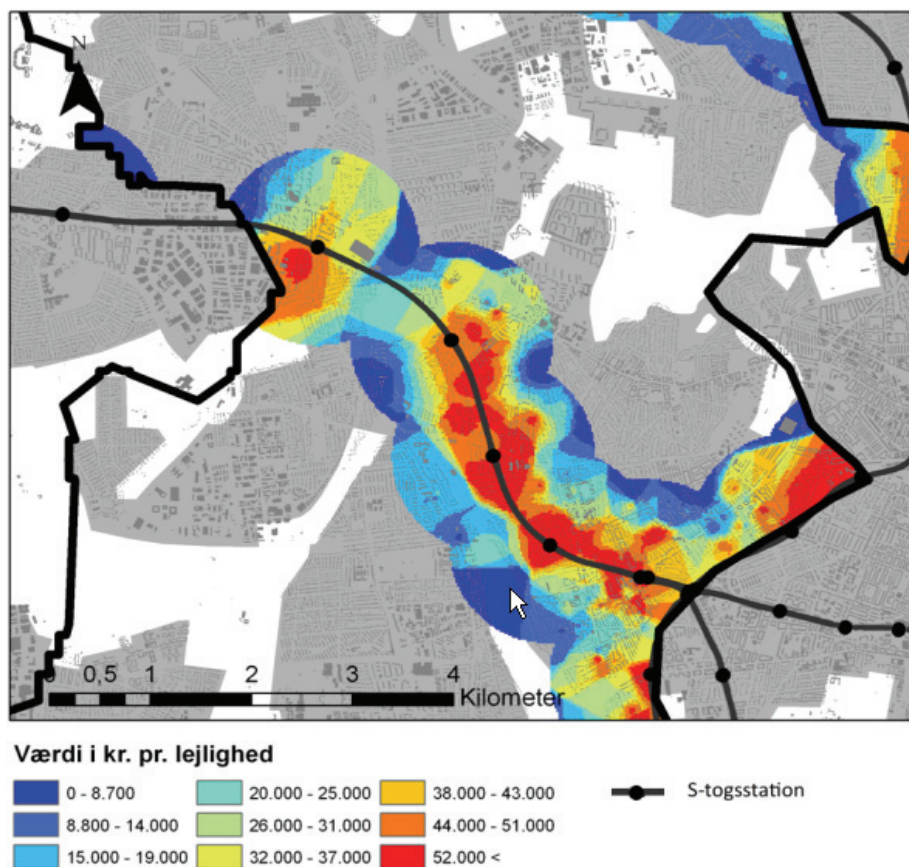 N
0,5 1 2 3 4
Kilometer
Værdi i kr. pr. lejlighed
0 - 8.700 20.000 - 25.000 38.000 - 43.000 S-togsstation
8.800 - 14.000 26.000 - 31.000 44.000 - 51.000
15.000 - 19.000 32.000 - 37.000 52.000 <